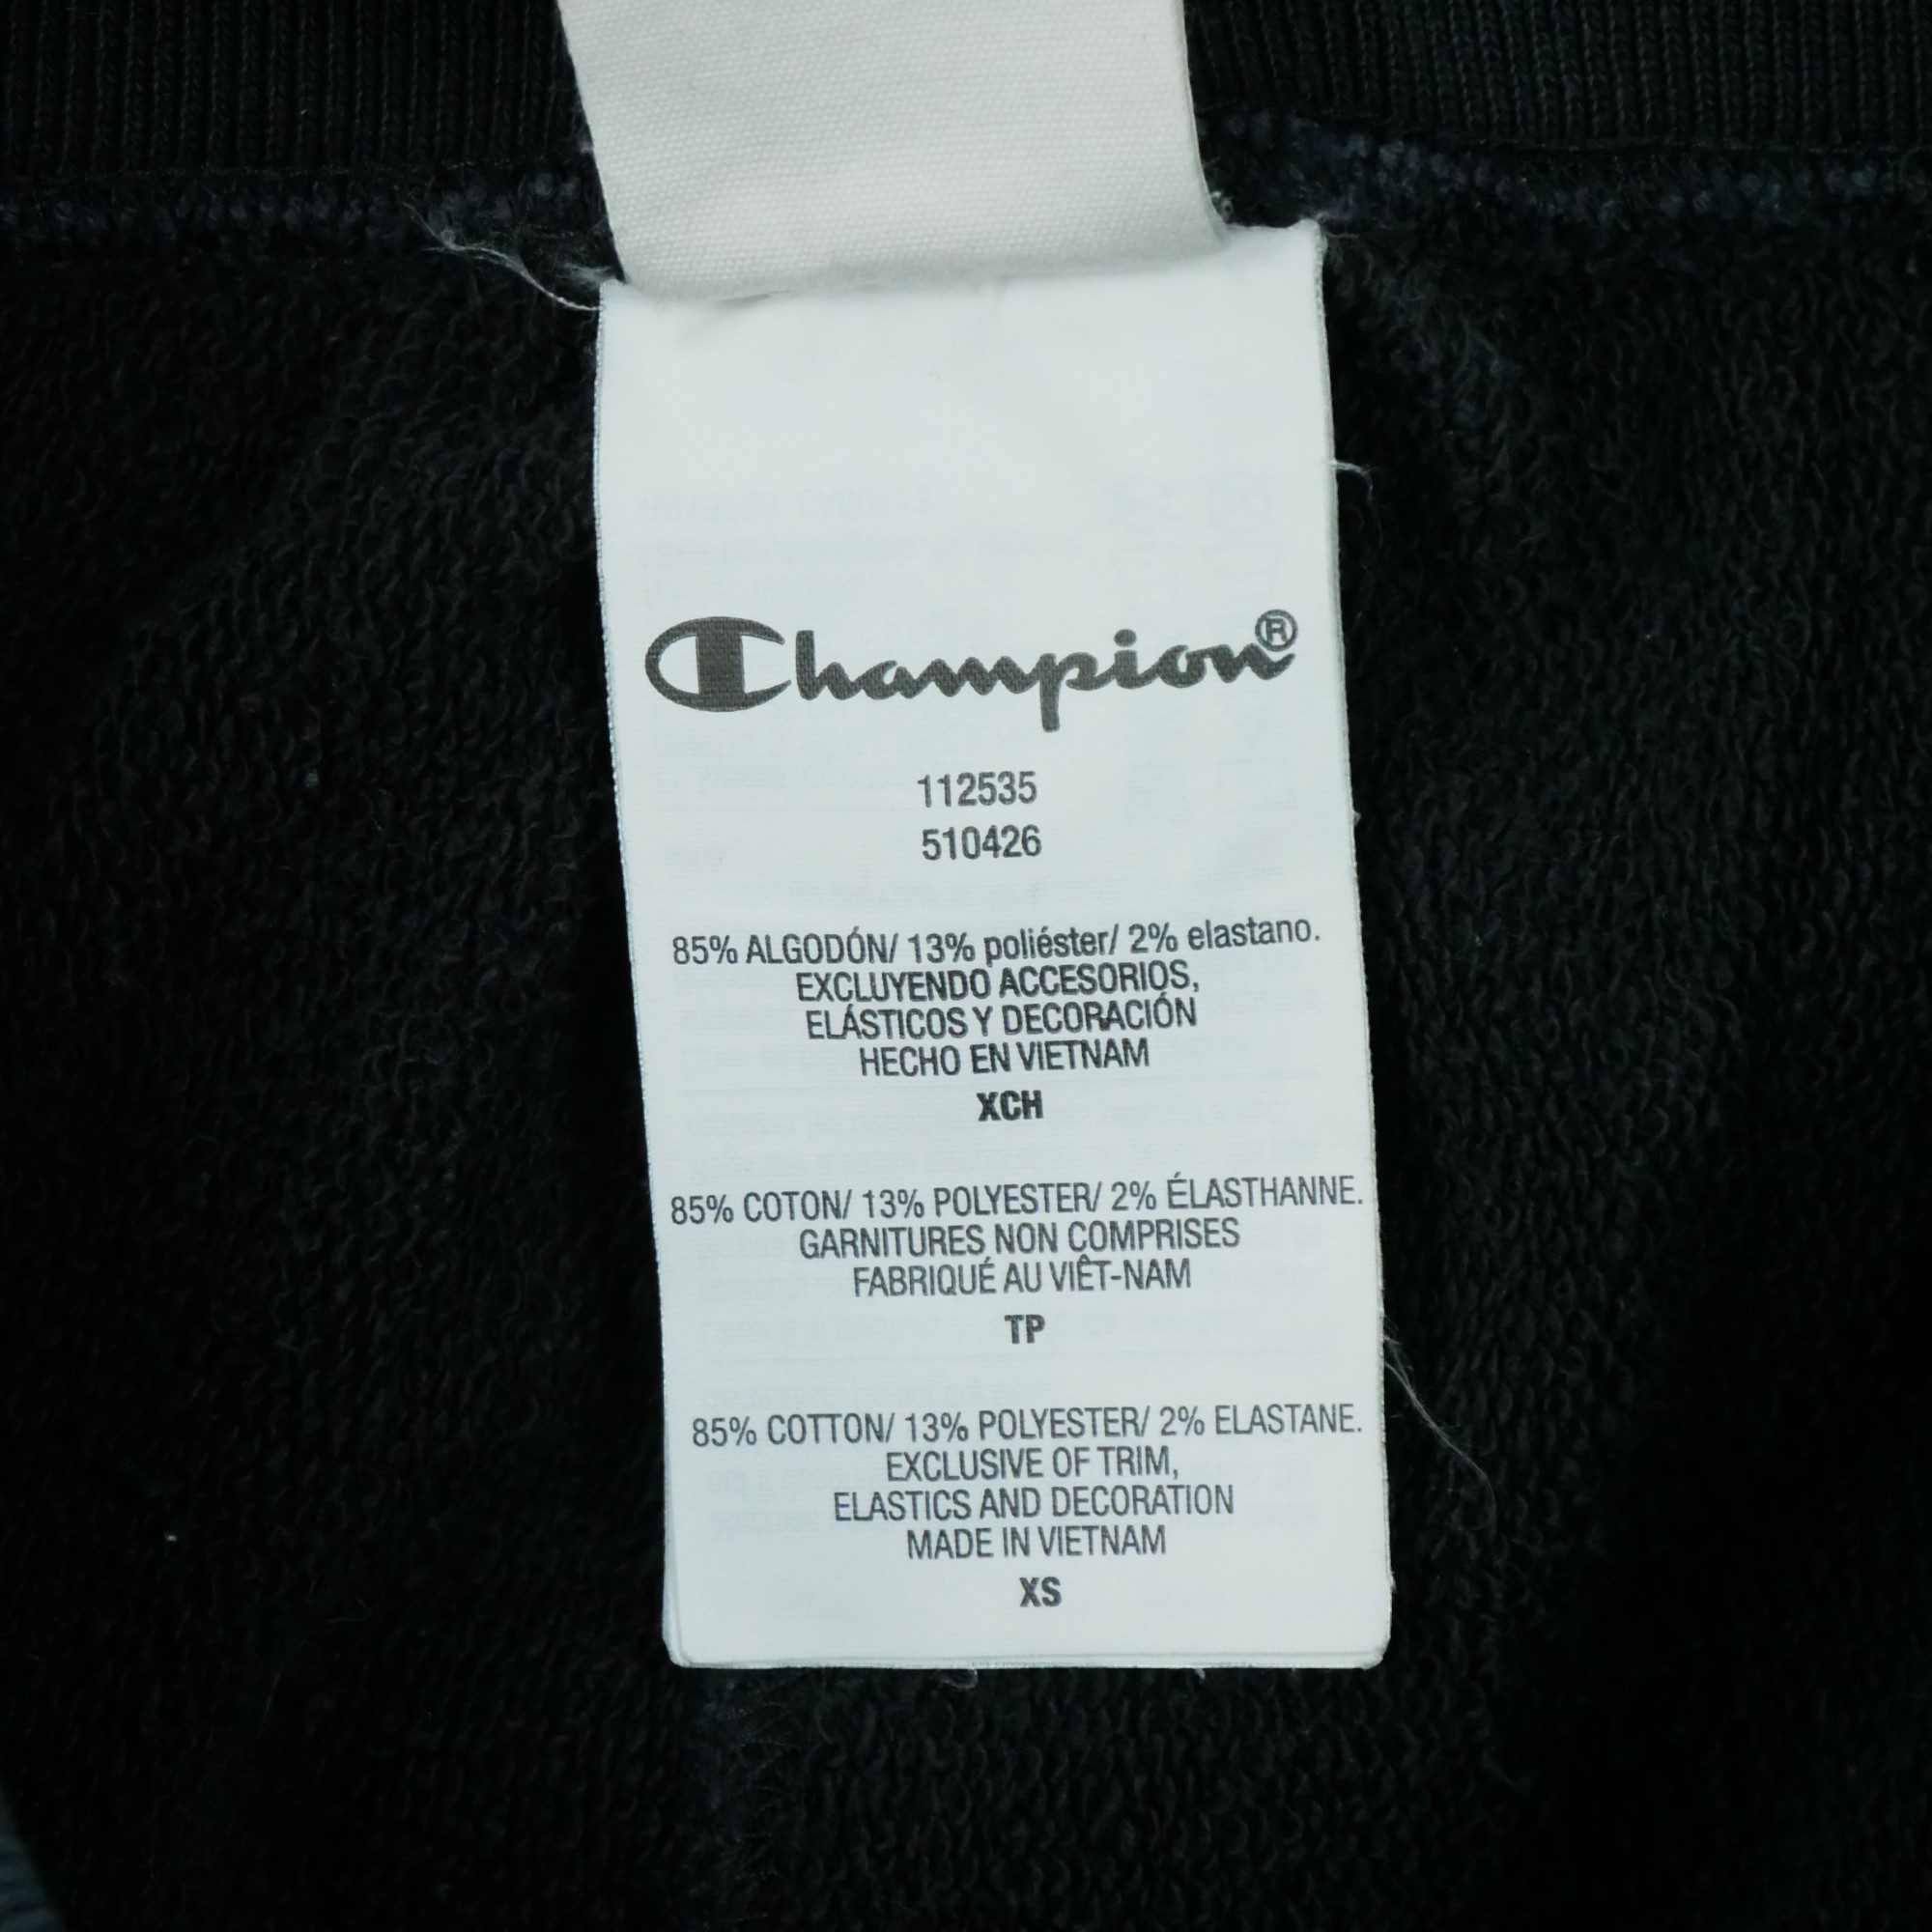 Champion®
112535
510426
85% ALGODÓN/ 13% poliéster/ 2% elastano.
EXCLUYENDO ACCESORIOS,
ELÁSTICOS Y DECORACIÓN
HECHO EN VIETNAM
XCH
85% COTON/ 13% POLYESTER/ 2% ÉLASTHANNE.
GARNITURES NON COMPRISES
FABRIQUÉ AU VIÊT-NAM
TP
85% COTTON/ 13% POLYESTER/ 2% ELASTANE.
EXCLUSIVE OF TRIM,
ELASTICS AND DECORATION
MADE IN VIETNAM
XS